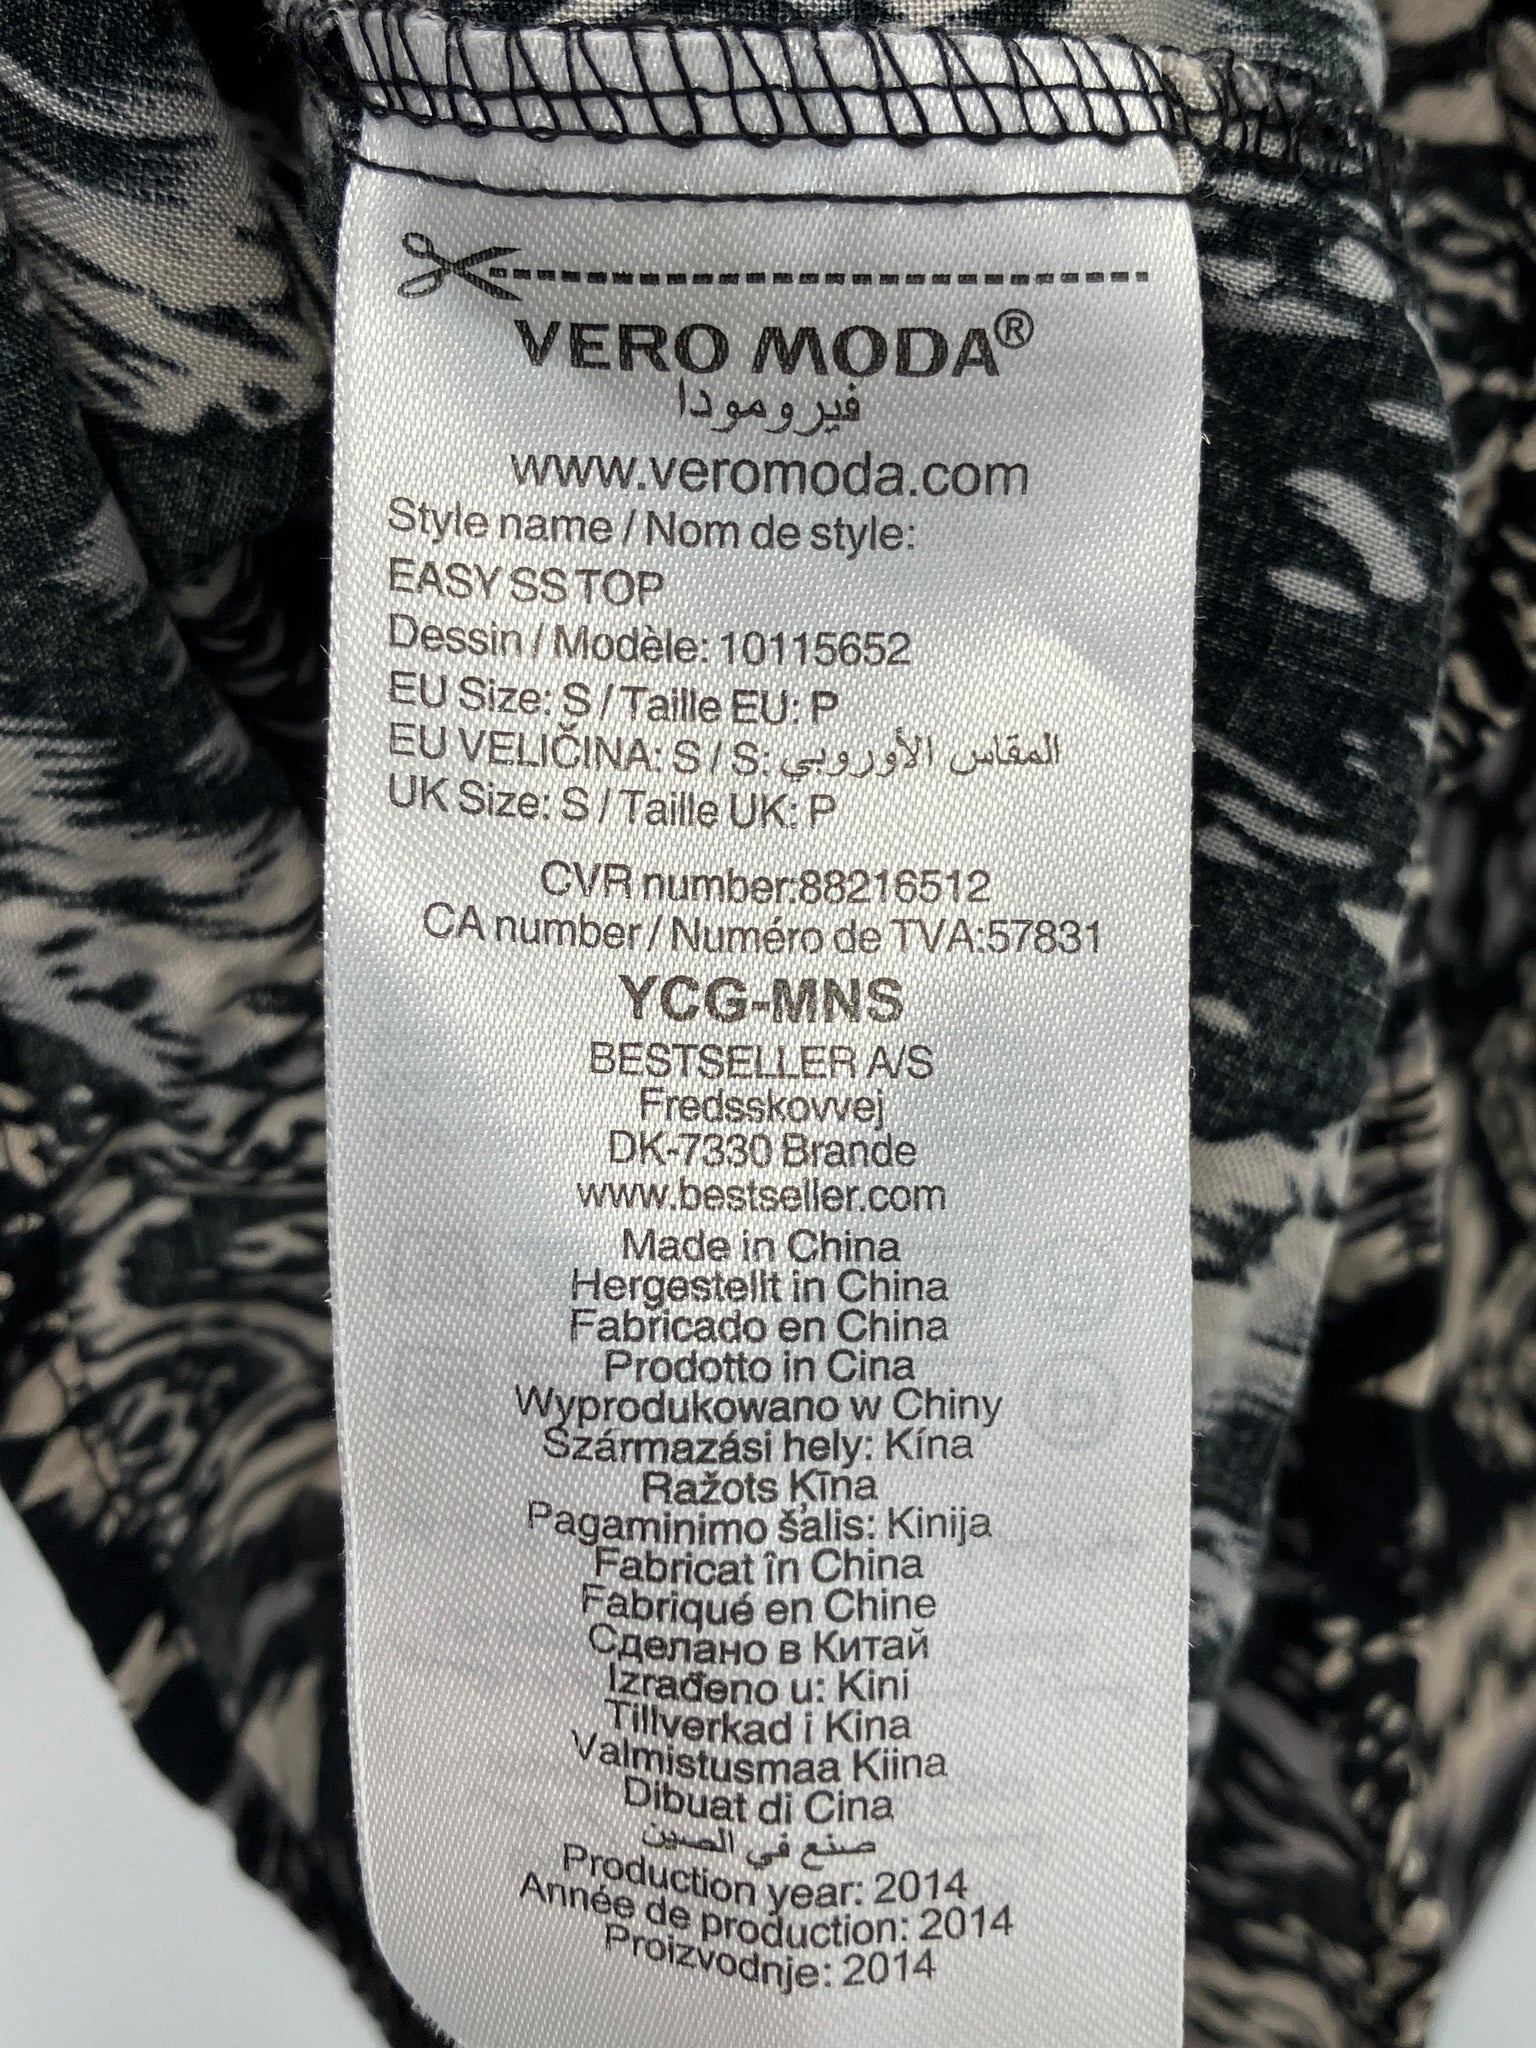 VERO MODA®
فيرومودا
www.veromoda.com
Style name / Nom de style:
EASY SS TOP
Dessin / Modèle: 10115652
EU Size: S / Taille EU: P
EU VELIČINA: S / S: المقاس الأوروبي
UK Size: S / Taille UK: P
CVR number:88216512
CA number / Numéro de TVA:57831
YCG-MNS
BESTSELLER A/S
Fredsskovvej
DK-7330 Brande
www.bestseller.com
Made in China
Hergestellt in China
Fabricado en China
Prodotto in Cina
Wyprodukowano w Chiny
Származási hely: Kína
Ražots Ķīna
Pagaminimo šalis: Kinija
Fabricat în China
Fabriqué en Chine
Сделано в Китай
Izrađeno u: Kini
Tillverkad i Kina
Valmistusmaa Kiina
Dibuat di Cina
صنع في الصين
Production year: 2014
Année de production: 2014
Proizvodnje: 2014